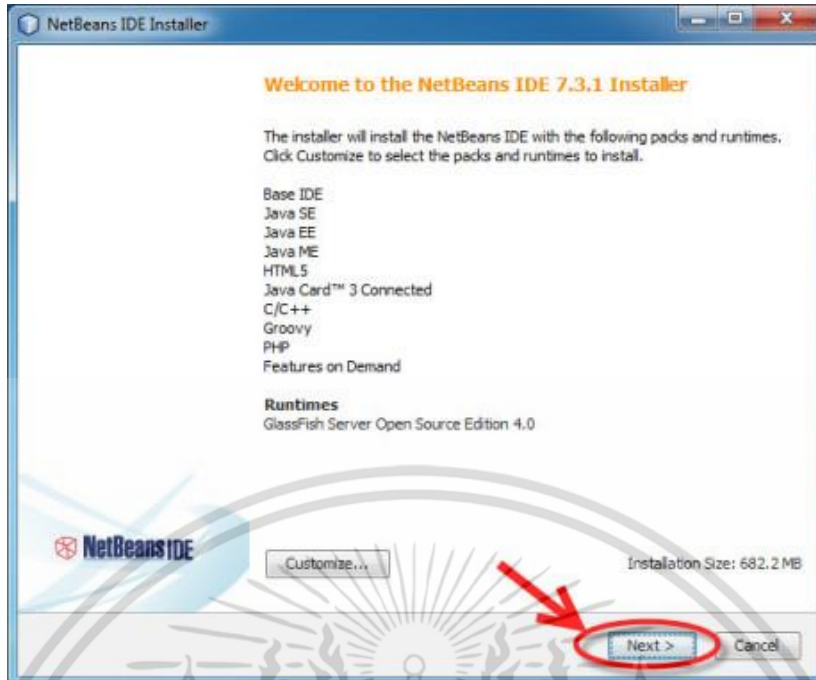 NetBeans IDE Installer
Welcome to the NetBeans IDE 7.3.1 Installer
The installer will install the NetBeans IDE with the following packs and runtimes.
Click Customize to select the packs and runtimes to install.
Base IDE
Java SE
Java EE
Java ME
HTML5
Java Card™ 3 Connected
C/C++
Groovy
PHP
Features on Demand
Runtimes
GlassFish Server Open Source Edition 4.0
NetBeans IDE
Customize...
Installation Size: 682.2 MB
Next >
Cancel